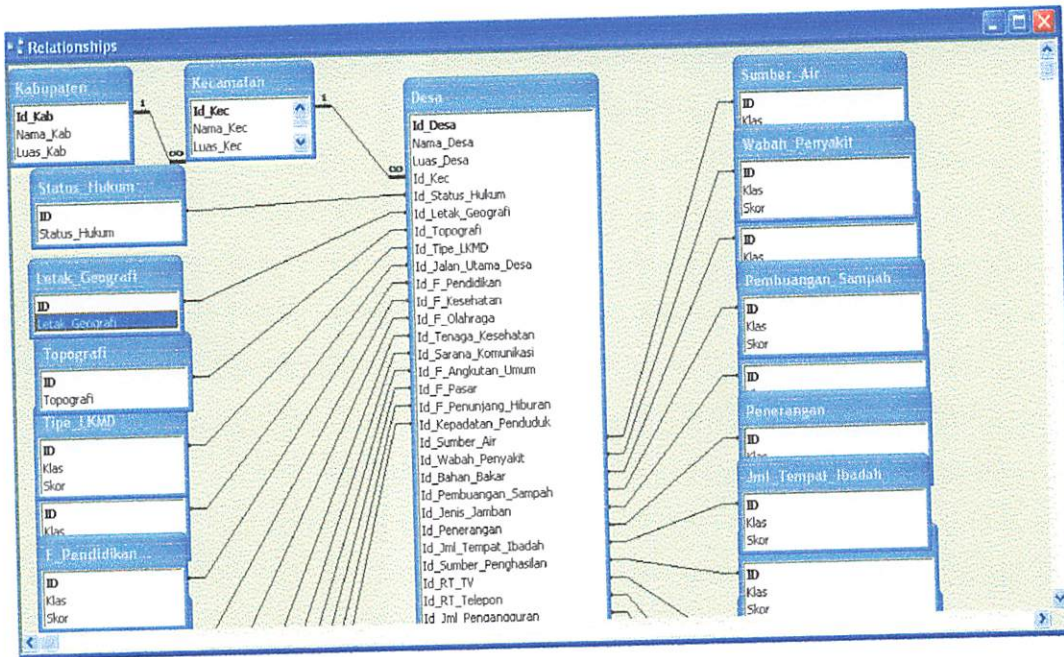 Relationships
Kabupaten
Id_Kab
Nama_Kab
Luas_Kab
1
∞
Kecamatan
Id_Kec
Nama_Kec
Luas_Kec
1
∞
Status_Hukum
ID
Status_Hukum
Letak_Geografi
ID
Letak_Geografi
Topografi
ID
Topografi
Tipe_LKMD
ID
Klas
Skor
ID
Klas
F_Pendidikan
ID
Klas
Skor
Desa
Id_Desa
Nama_Desa
Luas_Desa
Id_Kec
Id_Status_Hukum
Id_Letak_Geografi
Id_Topografi
Id_Tipe_LKMD
Id_Jalan_Utama_Desa
Id_F_Pendidikan
Id_F_Kesehatan
Id_F_Olahraga
Id_Tenaga_Kesehatan
Id_Sarana_Komunikasi
Id_F_Angkutan_Umum
Id_F_Pasar
Id_F_Penunjang_Hiburan
Id_Kepadatan_Penduduk
Id_Sumber_Air
Id_Wabah_Penyakit
Id_Bahan_Bakar
Id_Pembuangan_Sampah
Id_Jenis_Jamban
Id_Penerangan
Id_Jml_Tempat_Ibadah
Id_Sumber_Penghasilan
Id_RT_TV
Id_RT_Telepon
Id_Jml_Pengangguran
Sumber_Air
ID
Klas
Wabah_Penyakit
ID
Klas
Skor
ID
Klas
Pembuangan_Sampah
ID
Klas
Skor
ID
Penerangan
ID
Klas
Jml_Tempat_Ibadah
ID
Klas
Skor
ID
Klas
Skor